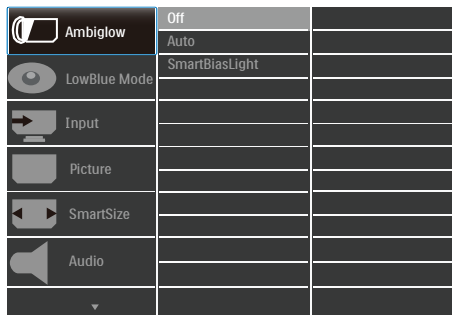 Ambiglow
Off
Auto
SmartBiasLight
LowBlue Mode
Input
Picture
SmartSize
Audio